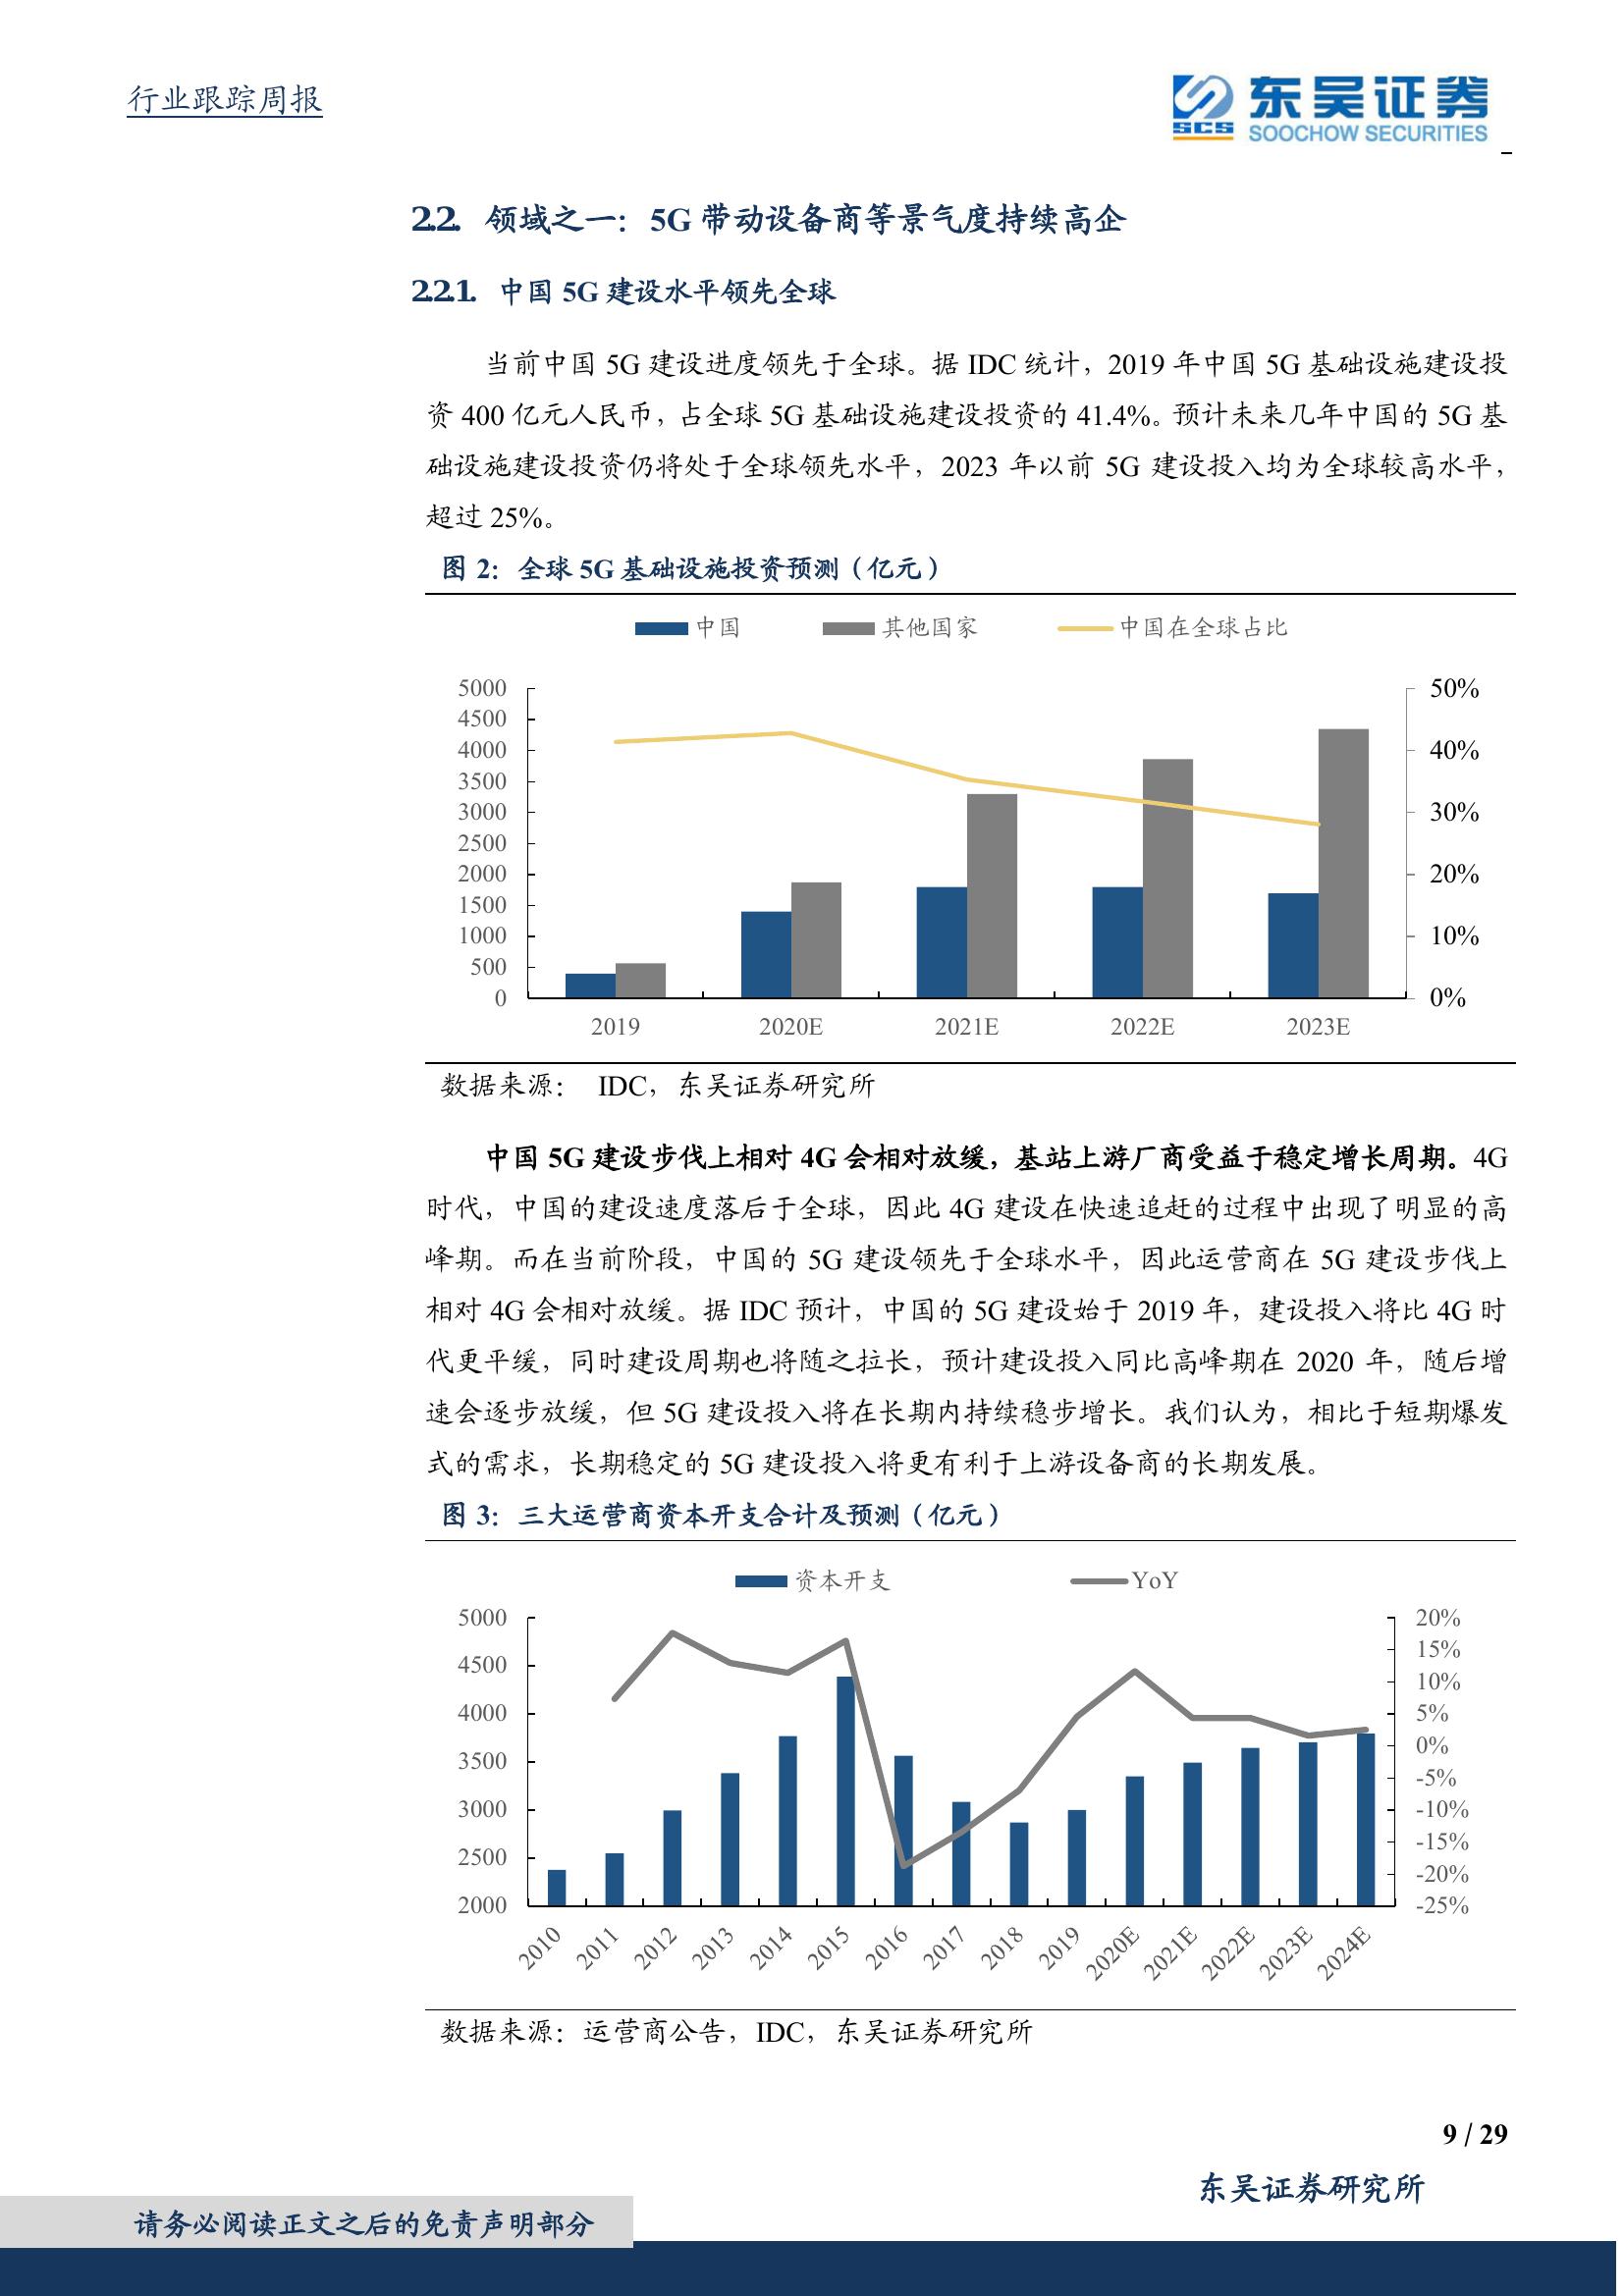 行业跟踪周报
东吴证券
SCS
SOOCHOW SECURITIES
2.2. 领域之一：5G 带动设备商等景气度持续高企
2.2.1. 中国 5G 建设水平领先全球
当前中国 5G 建设进度领先于全球。据 IDC 统计，2019 年中国 5G 基础设施建设投
资 400 亿元人民币，占全球 5G 基础设施建设投资的 41.4%。预计未来几年中国的 5G 基
础设施建设投资仍将处于全球领先水平，2023 年以前 5G 建设投入均为全球较高水平，
超过 25%。
图 2：全球 5G 基础设施投资预测（亿元）
中国 其他国家 中国在全球占比
5000 50%
4500
4000 40%
3500
3000 30%
2500
2000 20%
1500
1000 10%
500
0 0%
2019 2020E 2021E 2022E 2023E
数据来源： IDC，东吴证券研究所
中国 5G 建设步伐上相对 4G 会相对放缓，基站上游厂商受益于稳定增长周期。4G
时代，中国的建设速度落后于全球，因此 4G 建设在快速追赶的过程中出现了明显的高
峰期。而在当前阶段，中国的 5G 建设领先于全球水平，因此运营商在 5G 建设步伐上
相对 4G 会相对放缓。据 IDC 预计，中国的 5G 建设始于 2019 年，建设投入将比 4G 时
代更平缓，同时建设周期也将随之拉长，预计建设投入同比高峰期在 2020 年，随后增
速会逐步放缓，但 5G 建设投入将在长期内持续稳步增长。我们认为，相比于短期爆发
式的需求，长期稳定的 5G 建设投入将更有利于上游设备商的长期发展。
图 3：三大运营商资本开支合计及预测（亿元）
资本开支 YoY
5000 20%
15%
4500
10%
4000 5%
0%
3500
-5%
3000 -10%
-15%
2500
-20%
2000 -25%
2010 2011 2012 2013 2014 2015 2016 2017 2018 2019 2020E 2021E 2022E 2023E 2024E
数据来源：运营商公告，IDC，东吴证券研究所
9 / 29
东吴证券研究所
请务必阅读正文之后的免责声明部分